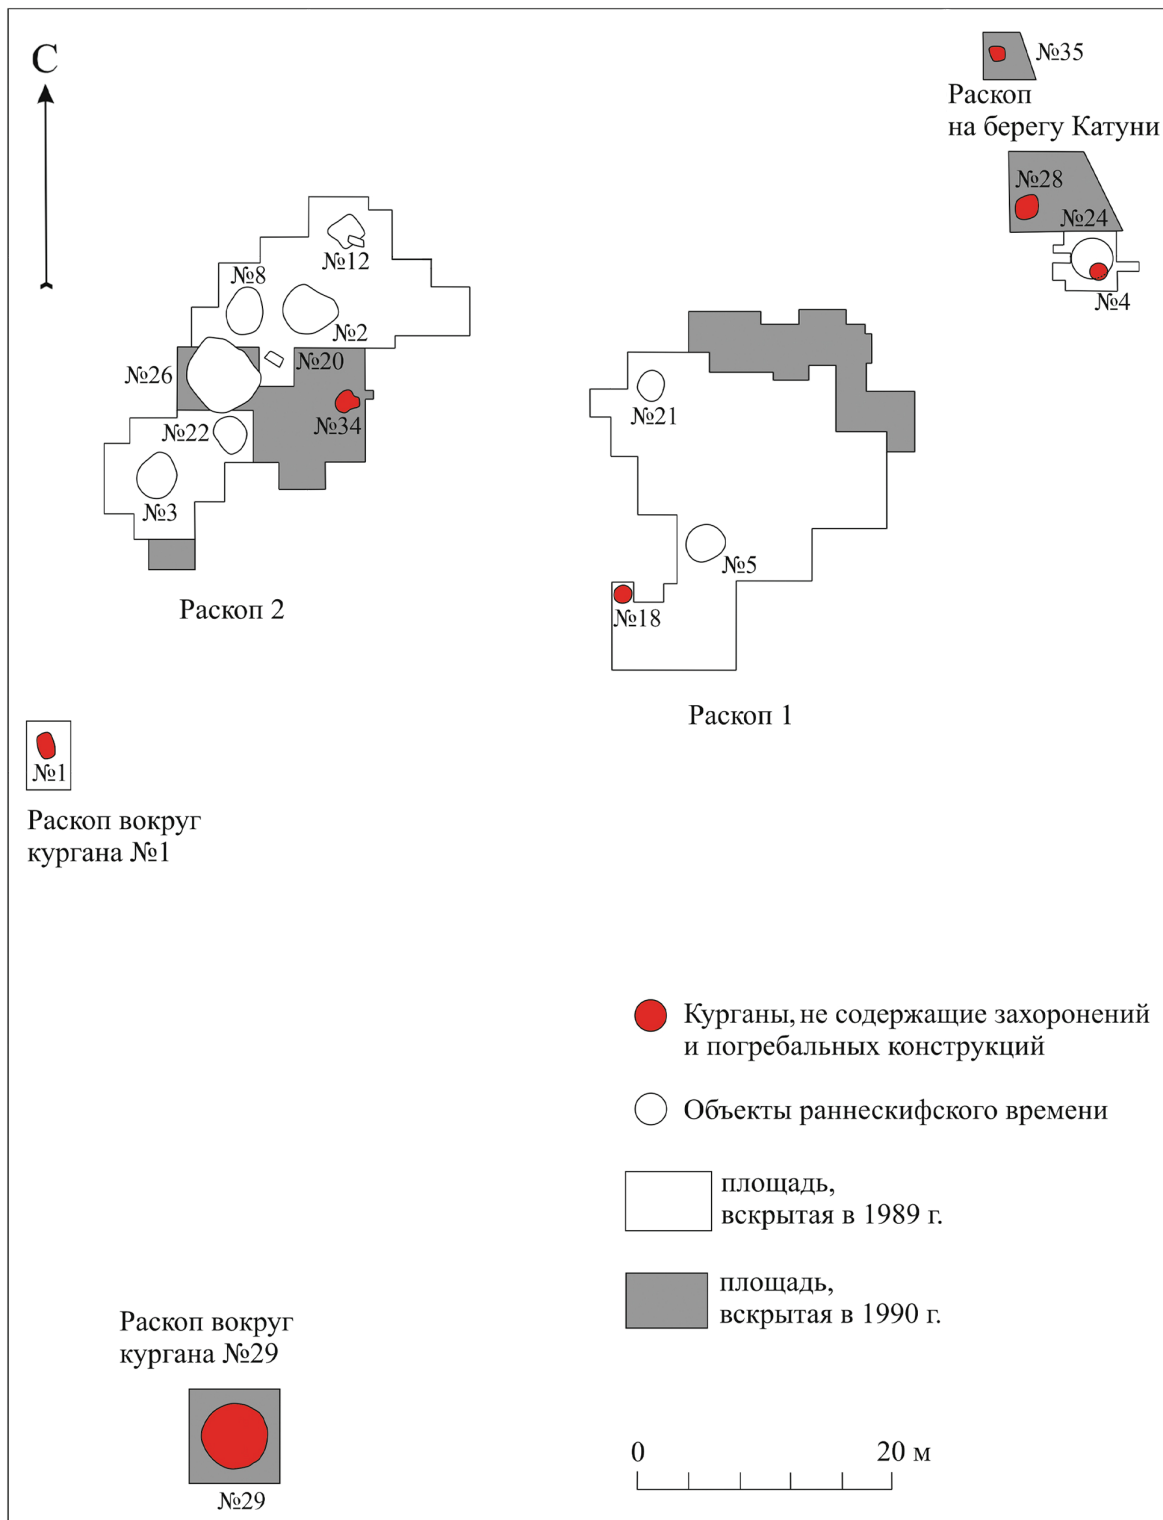 С
№35
Раскоп
на берегу Катуни
№28
№24
№4
№12
№8
№2
№20
№26
№34
№22
№3
Раскоп 2
№21
№5
№18
Раскоп 1
№1
Раскоп вокруг
кургана №1
Курганы, не содержащие захоронений
и погребальных конструкций
Объекты раннескифского времени
площадь,
вскрытая в 1989 г.
площадь,
вскрытая в 1990 г.
Раскоп вокруг
кургана №29
№29
0 20 м